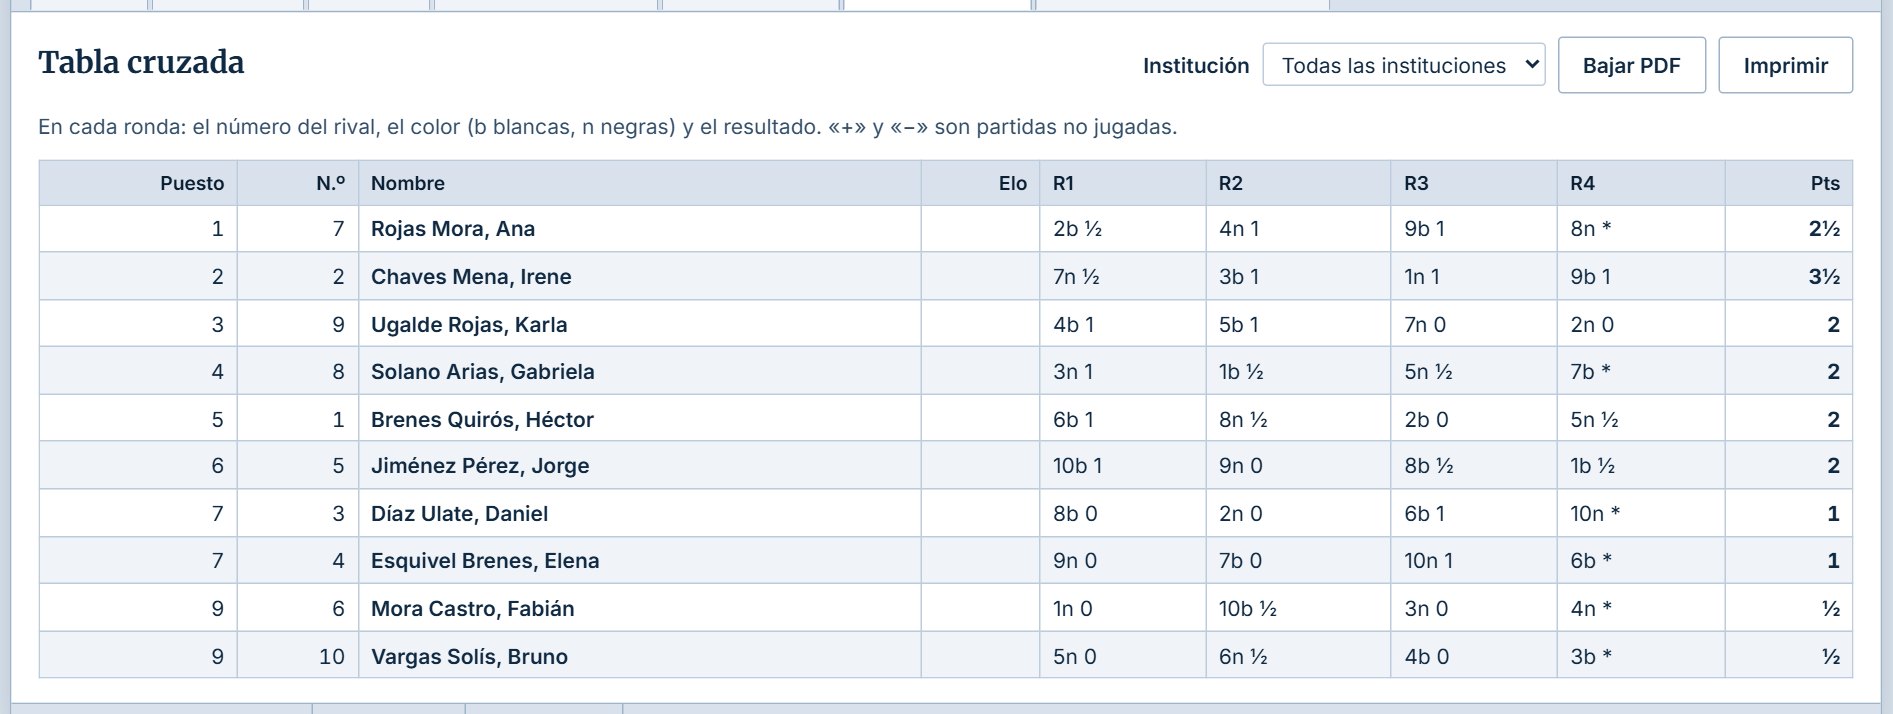 Tabla cruzada
Institución Todas las instituciones Bajar PDF Imprimir
En cada ronda: el número del rival, el color (b blancas, n negras) y el resultado. «+» y «−» son partidas no jugadas.
Puesto N.º Nombre Elo R1 R2 R3 R4 Pts
1 7 Rojas Mora, Ana 2b ½ 4n 1 9b 1 8n * 2½
2 2 Chaves Mena, Irene 7n ½ 3b 1 1n 1 9b 1 3½
3 9 Ugalde Rojas, Karla 4b 1 5b 1 7n 0 2n 0 2
4 8 Solano Arias, Gabriela 3n 1 1b ½ 5n ½ 7b * 2
5 1 Brenes Quirós, Héctor 6b 1 8n ½ 2b 0 5n ½ 2
6 5 Jiménez Pérez, Jorge 10b 1 9n 0 8b ½ 1b ½ 2
7 3 Díaz Ulate, Daniel 8b 0 2n 0 6b 1 10n * 1
7 4 Esquivel Brenes, Elena 9n 0 7b 0 10n 1 6b * 1
9 6 Mora Castro, Fabián 1n 0 10b ½ 3n 0 4n * ½
9 10 Vargas Solís, Bruno 5n 0 6n ½ 4b 0 3b * ½